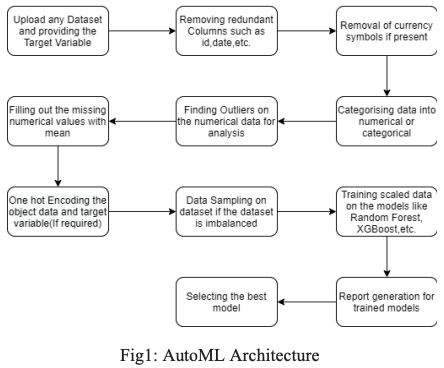 Upload any Dataset
and providing the
Target Variable
Removing redundant
Columns such as
id,date,etc.
Removal of currency
symbols if present
Categorising data into
numerical or
categorical
Finding Outliers on
the numerical data for
analysis
Filling out the missing
numerical values with
mean
One hot Encoding the
object data and target
variable(If required)
Data Sampling on
dataset if the dataset
is imbalanced
Training scaled data
on the models like
Random Forest,
XGBoost,etc.
Report generation for
trained models
Selecting the best
model
Fig1: AutoML Architecture